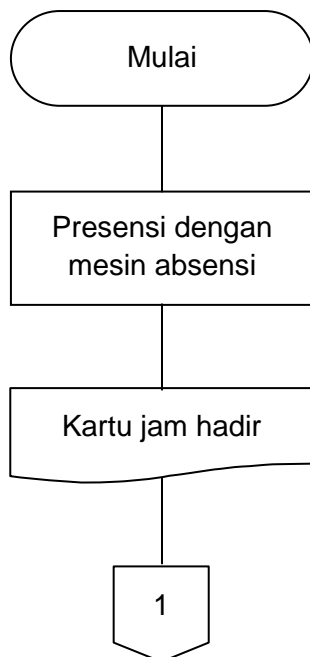 Mulai
Presensi dengan
mesin absensi
Kartu jam hadir
1